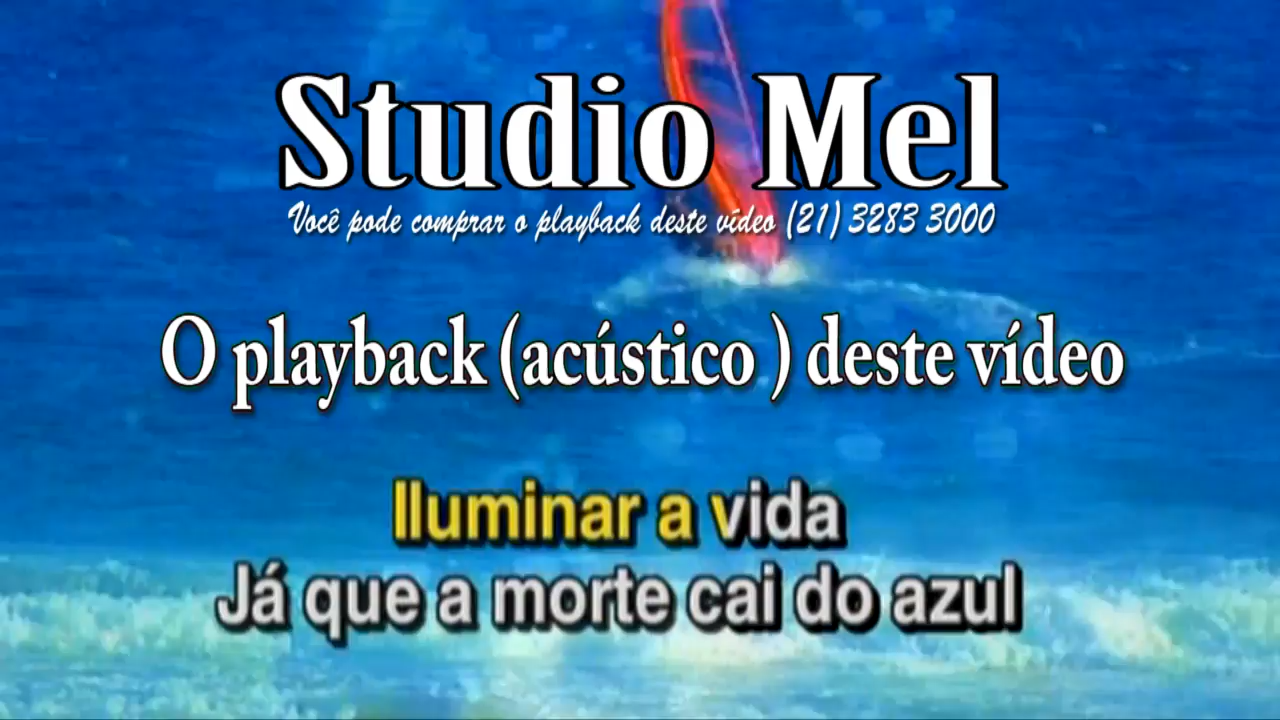 Studio Mel
Você pode comprar o playback deste vídeo (21) 3283 3000
O playback (acústico ) deste vídeo
Iluminar a vida
Já que a morte cai do azul